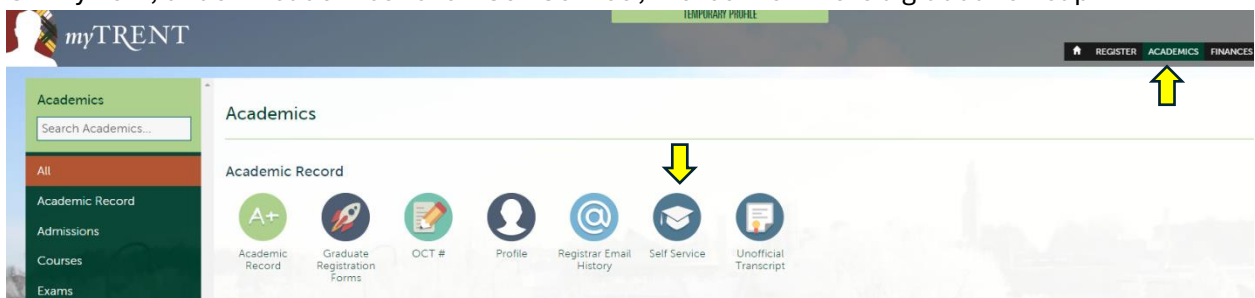 TEMPORARY PROFILE
myTRENT
REGISTER ACADEMICS FINANCES
Academics
Search Academics...
All
Academic Record
Admissions
Courses
Exams
Academics
Academic Record
A+
Academic Record
Graduate Registration Forms
OCT #
Profile
@
Registrar Email History
Self Service
Unofficial Transcript